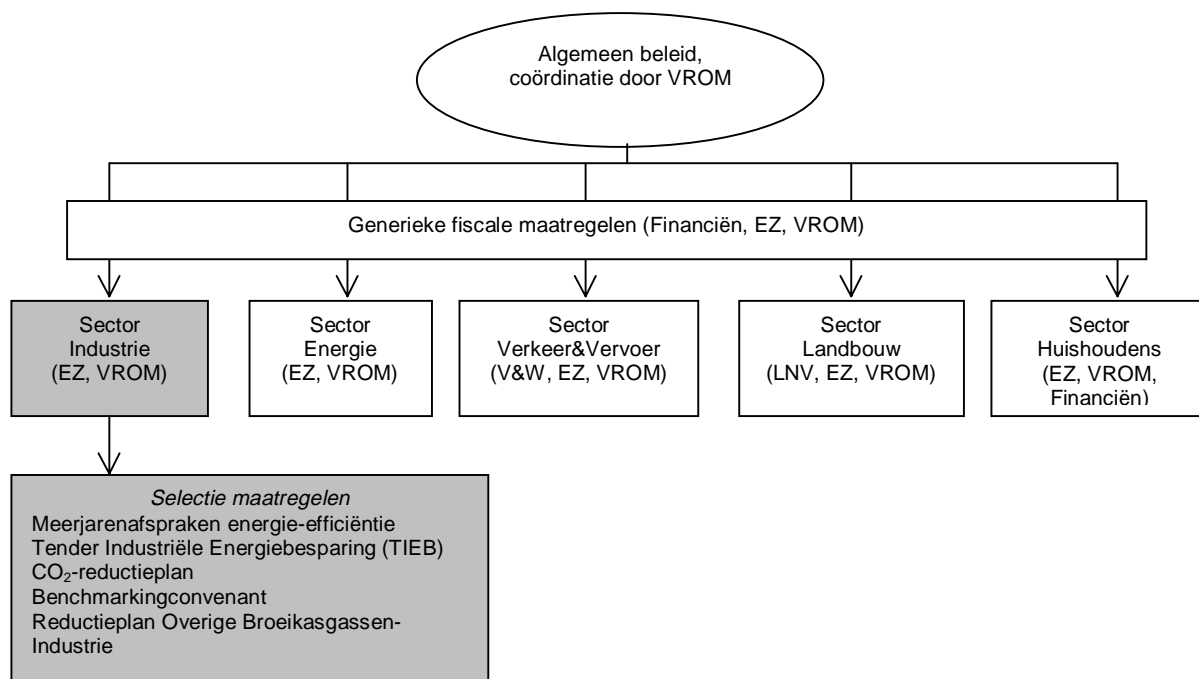 Algemeen beleid,
coördinatie door VROM
Generieke fiscale maatregelen (Financiën, EZ, VROM)
Sector
Industrie
(EZ, VROM)
Sector
Energie
(EZ, VROM)
Sector
Verkeer&Vervoer
(V&W, EZ, VROM)
Sector
Landbouw
(LNV, EZ, VROM)
Sector
Huishoudens
(EZ, VROM,
Financiën)
Selectie maatregelen
Meerjarenafspraken energie-efficiëntie
Tender Industriële Energiebesparing (TIEB)
CO₂-reductieplan
Benchmarkingconvenant
Reductieplan Overige Broeikasgassen-
Industrie